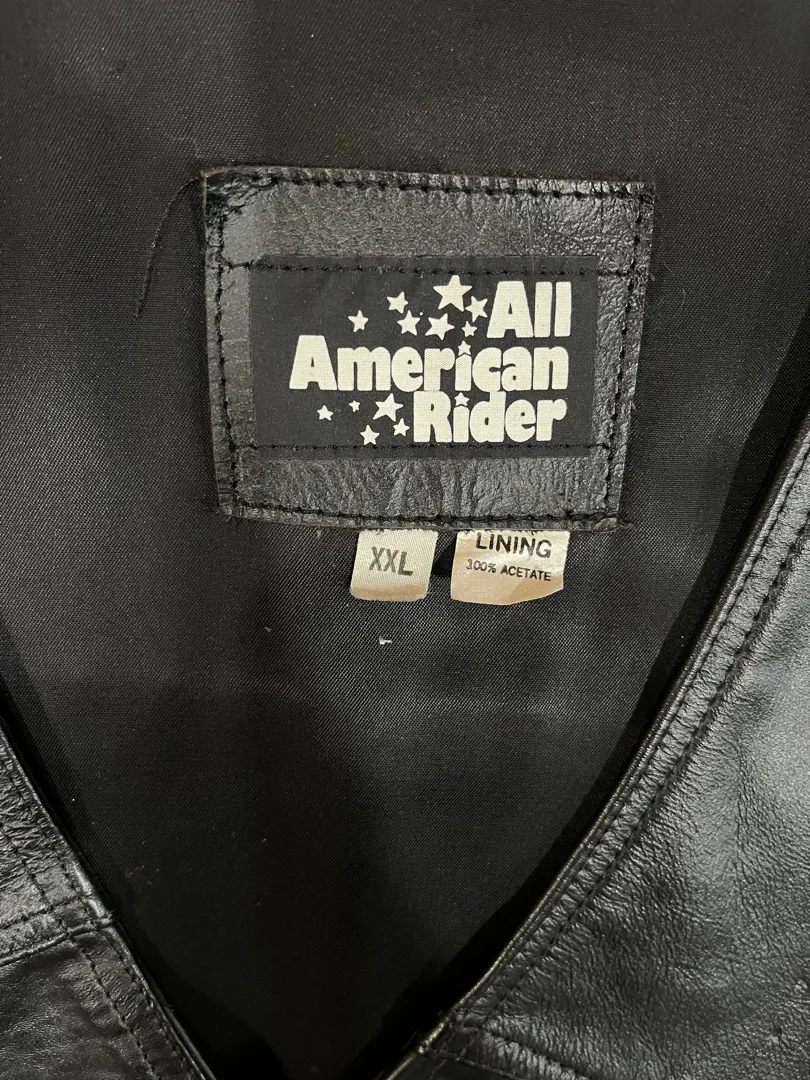 All
American
Rider
XXL
LINING
100% ACETATE